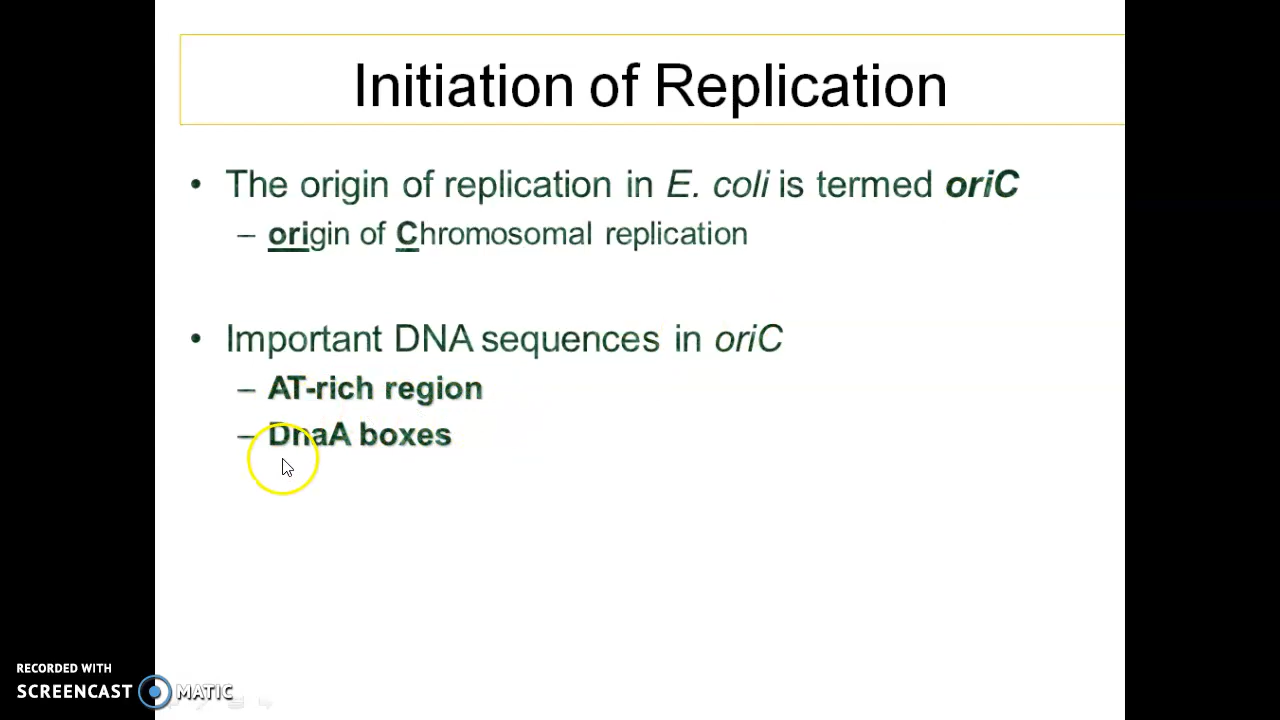 Initiation of Replication
• The origin of replication in E. coli is termed oriC
– origin of Chromosomal replication
• Important DNA sequences in oriC
– AT-rich region
– DnaA boxes
RECORDED WITH
SCREENCAST MATIC